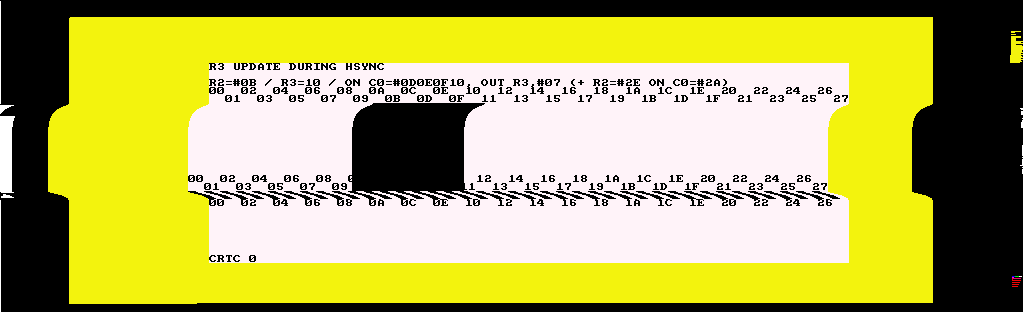 R3 UPDATE DURING HSYNC
R2=#0B / R3=10 / ON C0=#0D0E0F10, OUT R3,#07 (+ R2=#2E ON C0=#2A)
00 02 04 06 08 0A 0C 0E 10 12 14 16 18 1A 1C 1E 20 22 24 26
01 03 05 07 09 0B 0D 0F 11 13 15 17 19 1B 1D 1F 21 23 25 27
00 02 04 06 08 12 14 16 18 1A 1C 1E 20 22 24 26
01 03 05 07 09 11 13 15 17 19 1B 1D 1F 21 23 25 27
00 02 04 06 08 0A 0C 0E 10 12 14 16 18 1A 1C 1E 20 22 24 26
CRTC 0